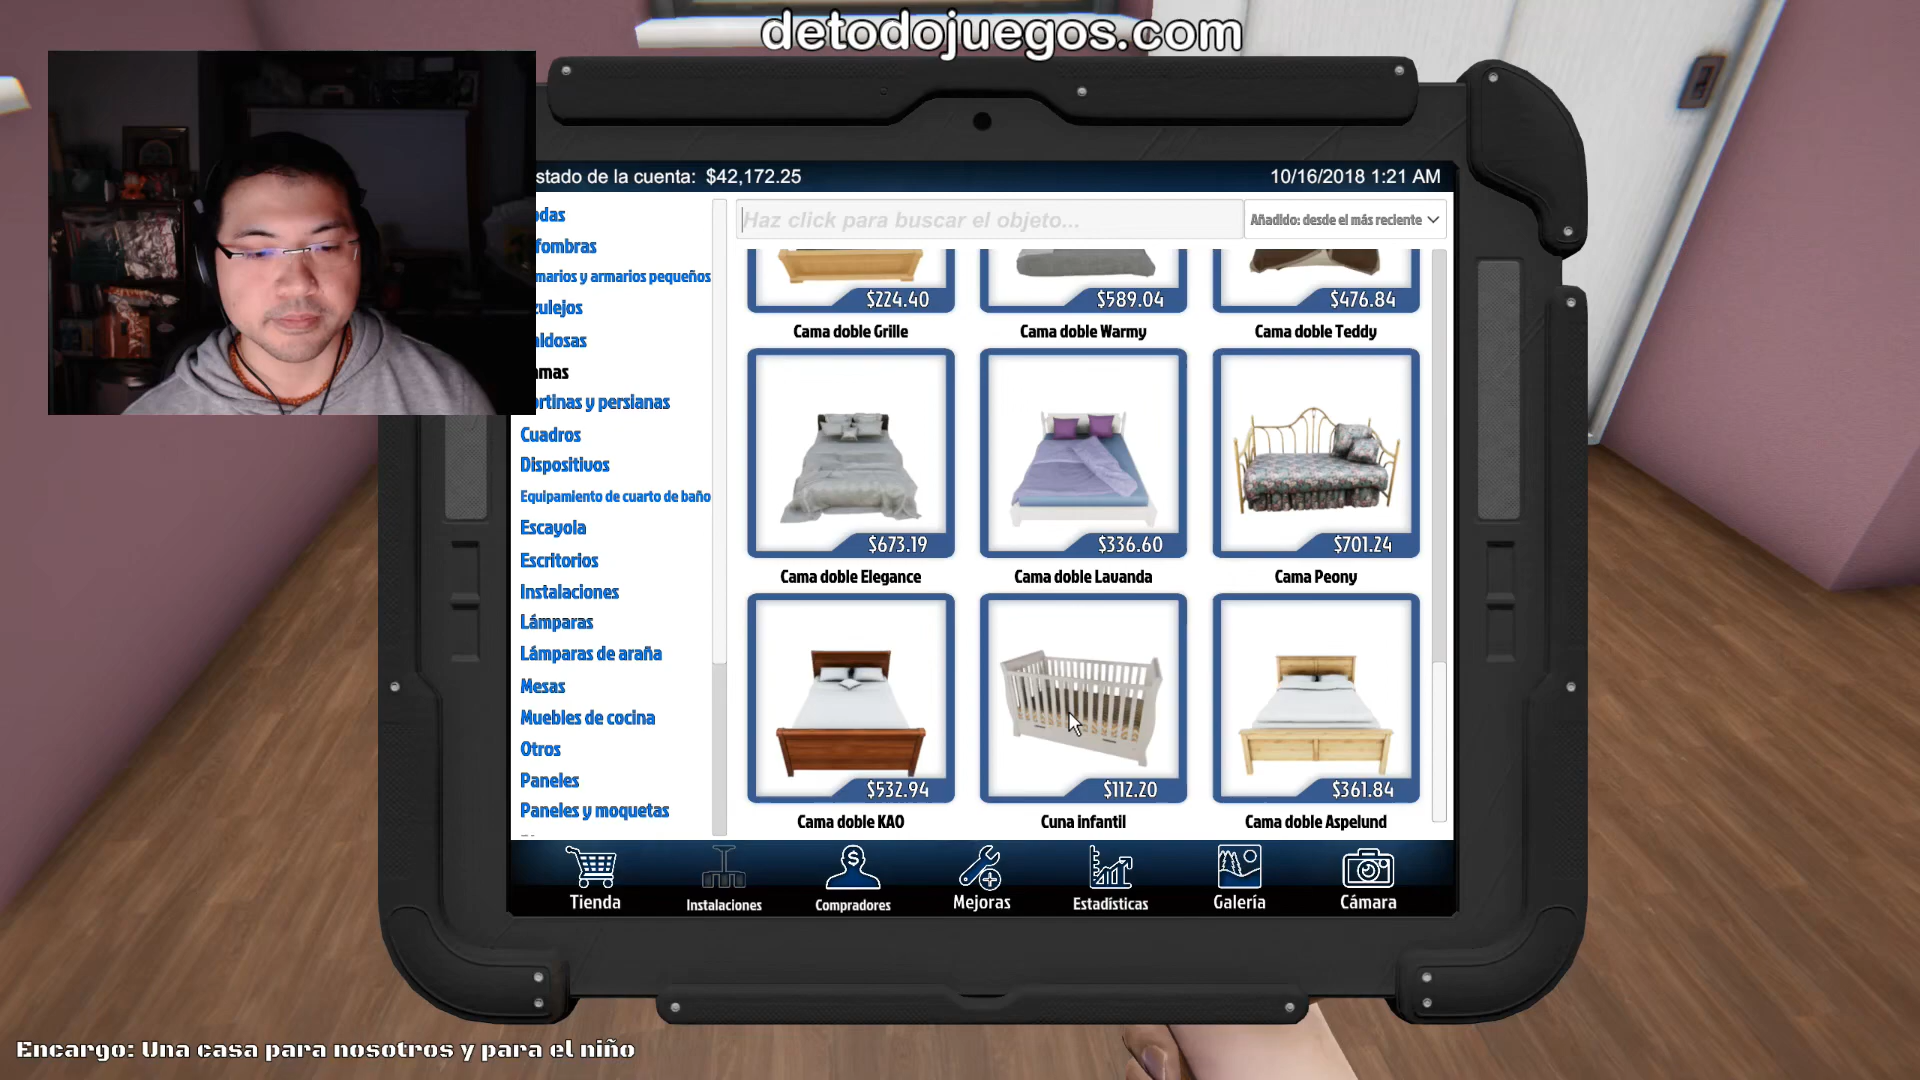 detodojuegos.com
stado de la cuenta: $42,172.25
10/16/2018 1:21 AM
Haz click para buscar el objeto...
Añadido: desde el más reciente
odas
fombras
marios y armarios pequeños
zulejos
aldosas
amas
ortinas y persianas
Cuadros
Dispositivos
Equipamiento de cuarto de baño
Escayola
Escritorios
Instalaciones
Lámparas
Lámparas de araña
Mesas
Muebles de cocina
Otros
Paneles
Paneles y moquetas
$224.40
$589.04
$476.84
Cama doble Grille
Cama doble Warmy
Cama doble Teddy
$673.19
$336.60
$701.24
Cama doble Elegance
Cama doble Lavanda
Cama Peony
$532.94
$112.20
$361.84
Cama doble KAO
Cuna infantil
Cama doble Aspelund
Tienda
Instalaciones
Compradores
Mejoras
Estadísticas
Galería
Cámara
Encargo: Una casa para nosotros y para el niño